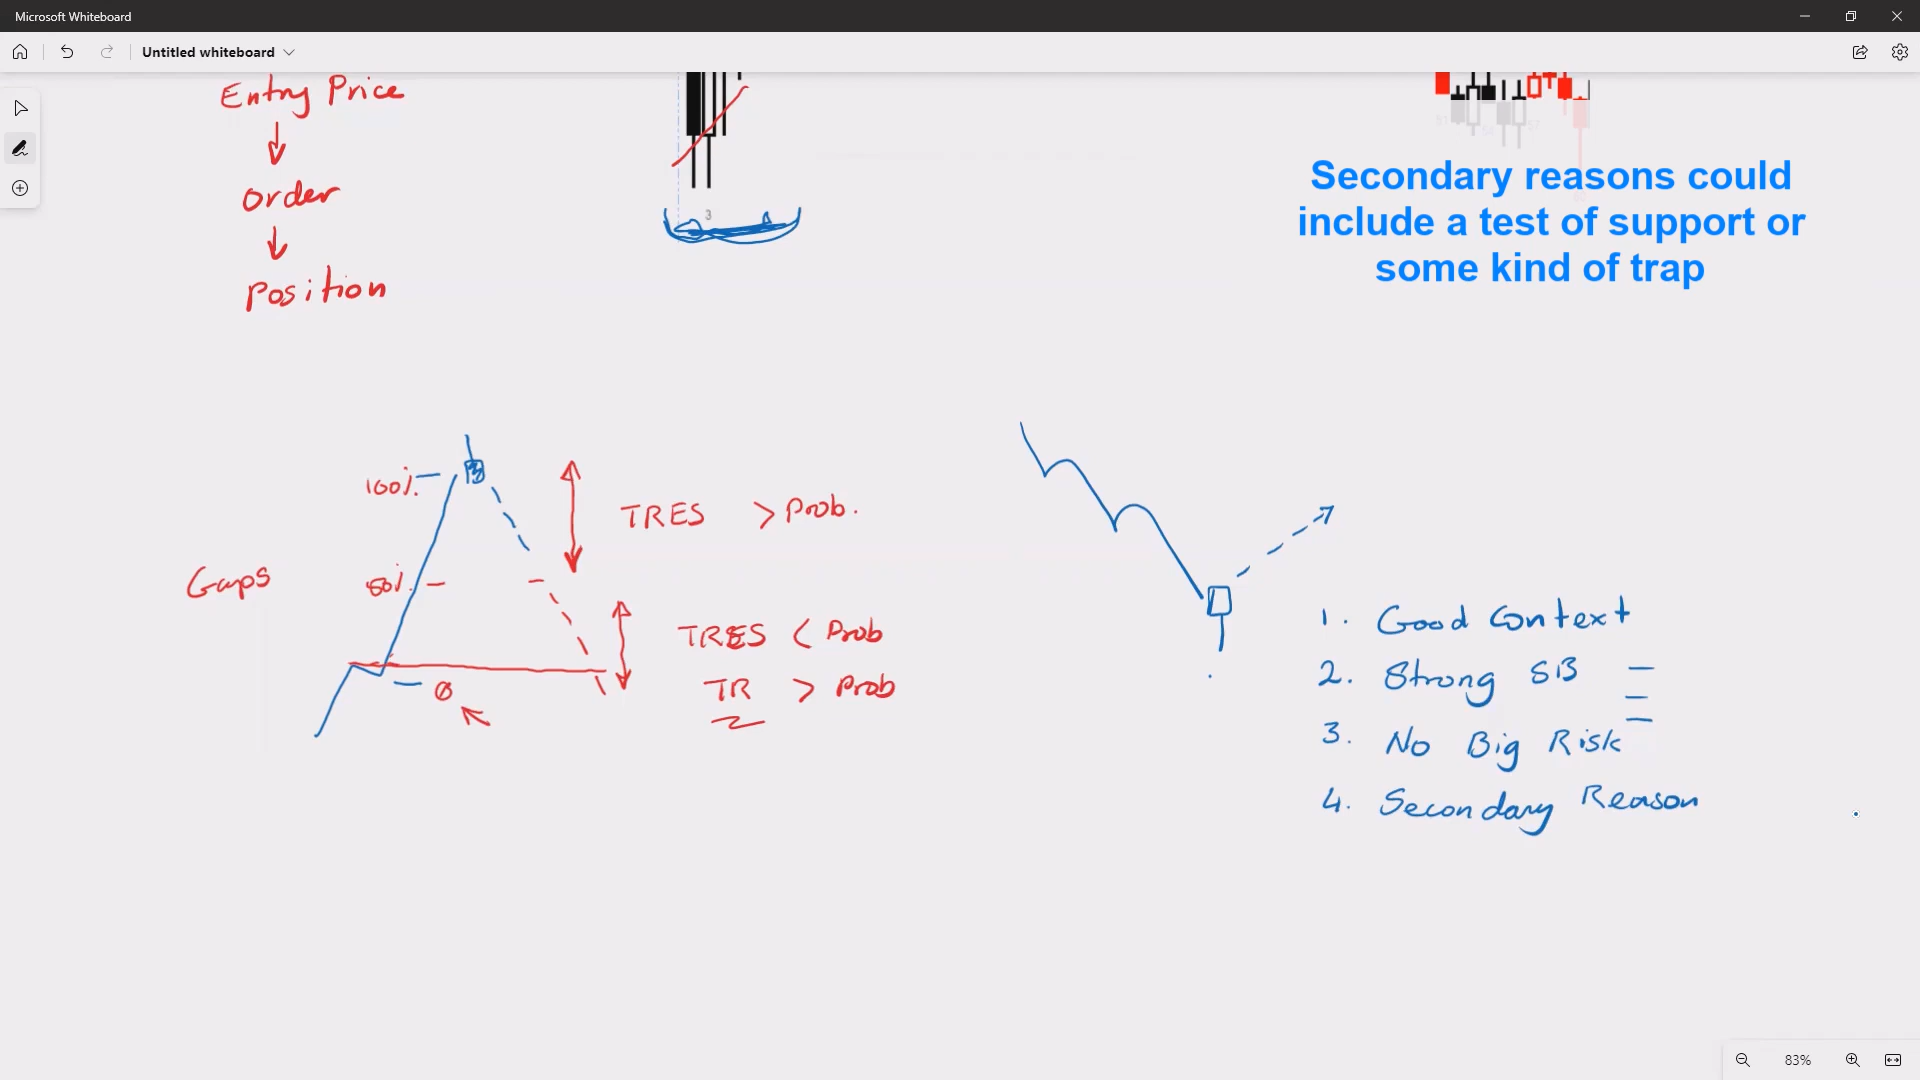 Microsoft Whiteboard
Untitled whiteboard
Entry Price
Order
Position
3
Secondary reasons could
include a test of support or
some kind of trap
100%
TRES > Prob.
Gaps
50%
TRES < Prob
0
TR > Prob
1. Good Context
2. Strong SB
3. No Big Risk
4. Secondary Reason
83%